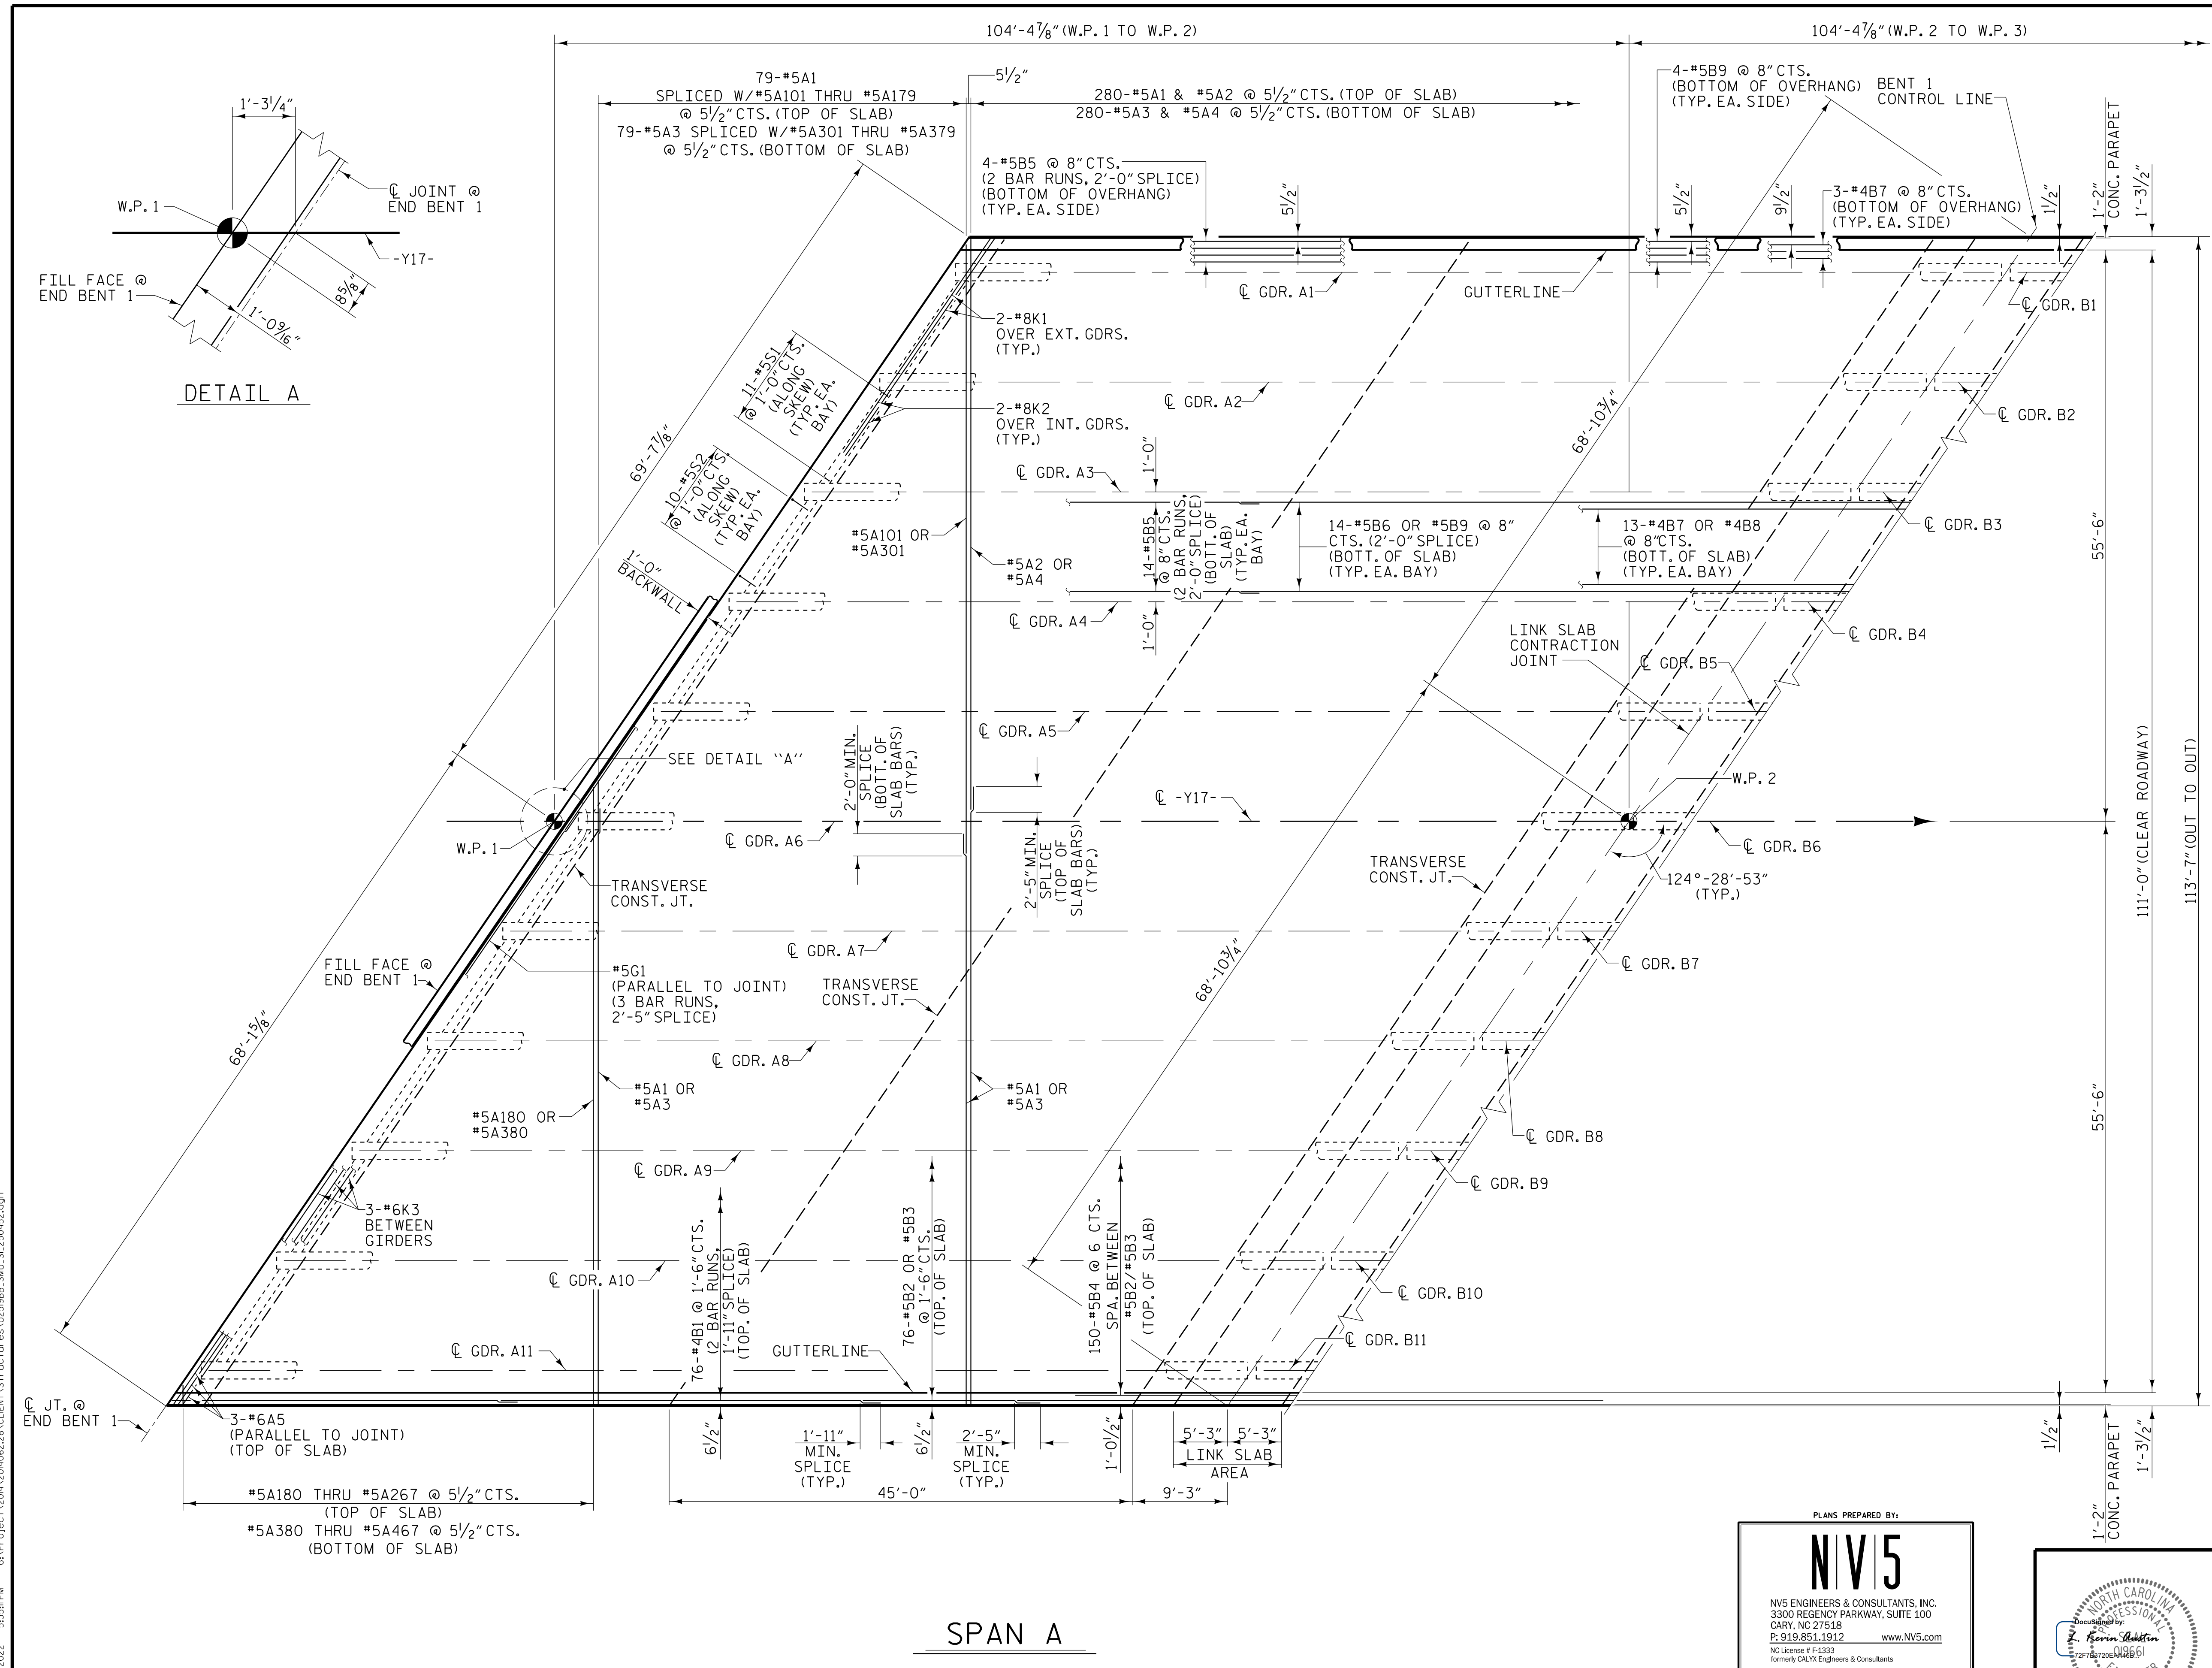 104'-4⅞" (W.P. 1 TO W.P. 2)
104'-4⅞" (W.P. 2 TO W.P. 3)
79-#5A1
SPLICED W/#5A101 THRU #5A179
@ 5½" CTS. (TOP OF SLAB)
79-#5A3 SPLICED W/#5A301 THRU #5A379
@ 5½" CTS. (BOTTOM OF SLAB)
5½"
280-#5A1 & #5A2 @ 5½" CTS. (TOP OF SLAB)
280-#5A3 & #5A4 @ 5½" CTS. (BOTTOM OF SLAB)
4-#5B9 @ 8" CTS.
(BOTTOM OF OVERHANG)
(TYP. EA. SIDE)
BENT 1
CONTROL LINE
1'-3¼"
℄ JOINT @
END BENT 1
W.P. 1
-Y17-
FILL FACE @
END BENT 1
8⅝"
1'-0 9/16"
DETAIL A
4-#5B5 @ 8" CTS.
(2 BAR RUNS, 2'-0" SPLICE)
(BOTTOM OF OVERHANG)
(TYP. EA. SIDE)
5½"
5½"
9½"
3-#4B7 @ 8" CTS.
(BOTTOM OF OVERHANG)
(TYP. EA. SIDE)
1½"
1'-2"
CONC. PARAPET
1'-3½"
℄ GDR. A1
GUTTERLINE
℄ GDR. B1
2-#8K1
OVER EXT. GDRS.
(TYP.)
11-#5S1
@ 1'-0" CTS.
(ALONG
SKEW)
(TYP. EA.
BAY)
2-#8K2
OVER INT. GDRS.
(TYP.)
℄ GDR. A2
℄ GDR. B2
69'-7⅞"
68'-10¾"
10-#5S2
@ 1'-0" CTS.
(ALONG
SKEW)
(TYP. EA.
BAY)
℄ GDR. A3
1'-0"
℄ GDR. B3
#5A101 OR
#5A301
#5A2 OR
#5A4
14-#5B5
@ 8" CTS.
(2 BAR RUNS,
2'-0" SPLICE)
(BOTT. OF
SLAB)
(TYP. EA.
BAY)
14-#5B6 OR #5B9 @ 8"
CTS. (2'-0" SPLICE)
(BOTT. OF SLAB)
(TYP. EA. BAY)
13-#4B7 OR #4B8
@ 8" CTS.
(BOTT. OF SLAB)
(TYP. EA. BAY)
55'-6"
1'-0"
BACKWALL
℄ GDR. A4
1'-0"
℄ GDR. B4
LINK SLAB
CONTRACTION
JOINT
℄ GDR. B5
℄ GDR. A5
SEE DETAIL "A"
2'-0" MIN.
SPLICE
(BOTT. OF
SLAB BARS)
(TYP.)
W.P. 2
℄ -Y17-
111'-0" (CLEAR ROADWAY)
113'-7" (OUT TO OUT)
W.P. 1
℄ GDR. A6
2'-5" MIN.
SPLICE
(TOP OF
SLAB BARS)
(TYP.)
℄ GDR. B6
TRANSVERSE
CONST. JT.
124°-28'-53"
(TYP.)
TRANSVERSE
CONST. JT.
℄ GDR. A7
FILL FACE @
END BENT 1
#5G1
(PARALLEL TO JOINT)
(3 BAR RUNS,
2'-5" SPLICE)
TRANSVERSE
CONST. JT.
68'-10¾"
℄ GDR. B7
68'-1⅝"
℄ GDR. A8
#5A1 OR
#5A3
#5A1 OR
#5A3
#5A180 OR
#5A380
55'-6"
℄ GDR. B8
℄ GDR. A9
℄ GDR. B9
3-#6K3
BETWEEN
GIRDERS
76-#4B1 @ 1'-6" CTS.
(2 BAR RUNS,
1'-11" SPLICE)
(TOP. OF SLAB)
76-#5B2 OR #5B3
@ 1'-6" CTS.
(TOP. OF SLAB)
150-#5B4 @ 6 CTS.
SPA. BETWEEN
#5B2/#5B3
(TOP. OF SLAB)
℄ GDR. A10
℄ GDR. B10
℄ GDR. A11
GUTTERLINE
℄ GDR. B11
℄ JT. @
END BENT 1
3-#6A5
(PARALLEL TO JOINT)
(TOP OF SLAB)
6½"
1'-11"
MIN.
SPLICE
(TYP.)
6½"
2'-5"
MIN.
SPLICE
(TYP.)
1'-0½"
5'-3"
5'-3"
LINK SLAB
AREA
1½"
1'-3½"
1'-2"
CONC. PARAPET
45'-0"
9'-3"
#5A180 THRU #5A267 @ 5½" CTS.
(TOP OF SLAB)
#5A380 THRU #5A467 @ 5½" CTS.
(BOTTOM OF SLAB)
SPAN A
PLANS PREPARED BY:
N|V|5
NV5 ENGINEERS & CONSULTANTS, INC.
3300 REGENCY PARKWAY, SUITE 100
CARY, NC 27518
P: 919.851.1912 www.NV5.com
NC License # F-1333
formerly CALYX Engineers & Consultants
NORTH CAROLINA
PROFESSIONAL
DocuSigned by:
L. Kevin Austin
SEAL
019661